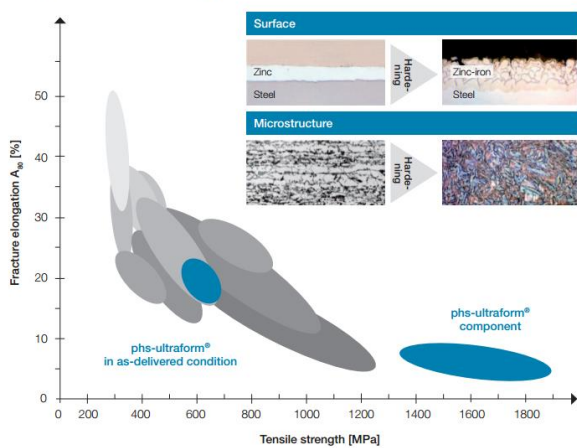 Surface
Zinc
Steel
Harde-
ning
Zinc-iron
Steel
Microstructure
Harde-
ning
Fracture elongation A80 [%]
50
40
30
20
10
0
phs-ultraform®
in as-delivered condition
phs-ultraform®
component
0 200 400 600 800 1000 1200 1400 1600 1800
Tensile strength [MPa]